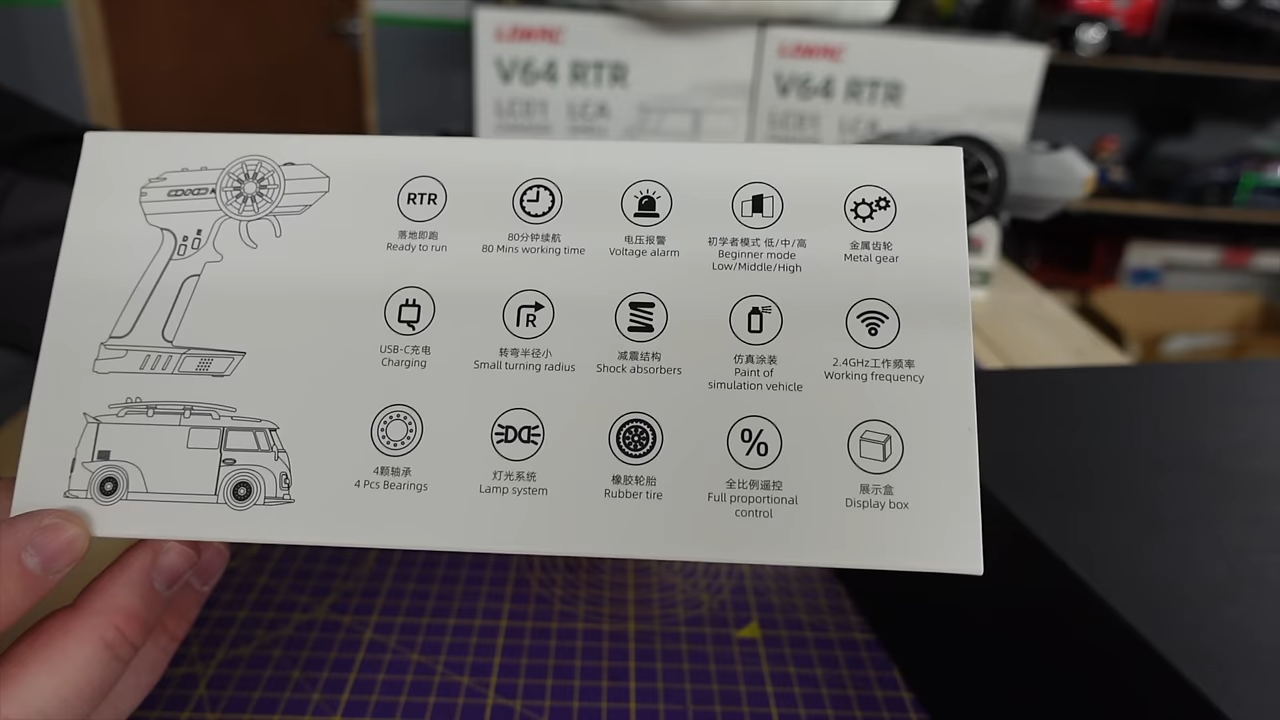 LDARC
V64 RTR
LC01 LCA
LDARC
V64 RTR
LC01 LCA
RTR
落地即跑
Ready to run
80分钟续航
80 Mins working time
电压报警
Voltage alarm
初学者模式 低/中/高
Beginner mode
Low/Middle/High
金属齿轮
Metal gear
USB-C充电
Charging
R
转弯半径小
Small turning radius
减震结构
Shock absorbers
仿真涂装
Paint of
simulation vehicle
2.4GHz工作频率
Working frequency
4颗轴承
4 Pcs Bearings
灯光系统
Lamp system
橡胶轮胎
Rubber tire
%
全比例遥控
Full proportional
control
展示盒
Display box